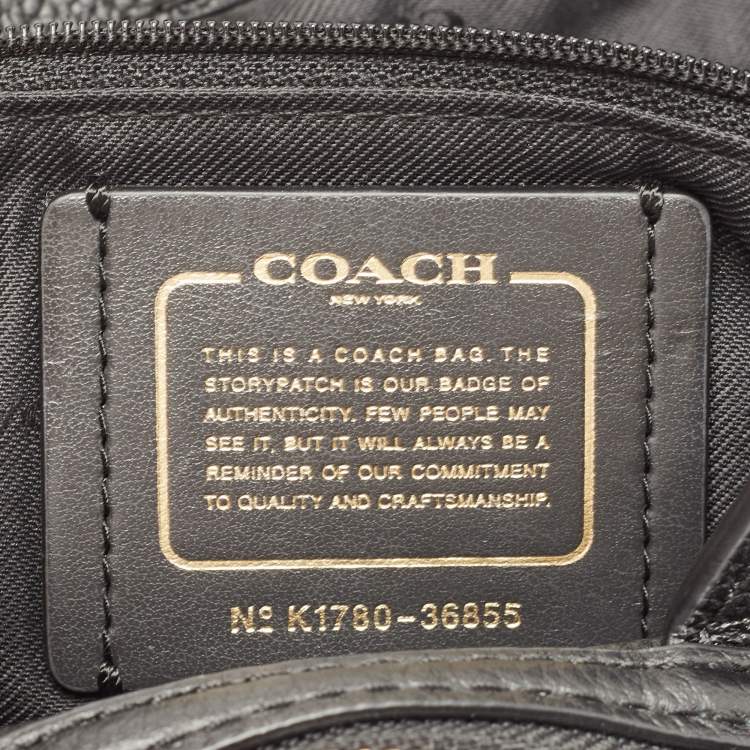 COACH
NEW YORK
THIS IS A COACH BAG. THE
STORYPATCH IS OUR BADGE OF
AUTHENTICITY. FEW PEOPLE MAY
SEE IT, BUT IT WILL ALWAYS BE A
REMINDER OF OUR COMMITMENT
TO QUALITY AND CRAFTSMANSHIP.
Nº K1780-36855